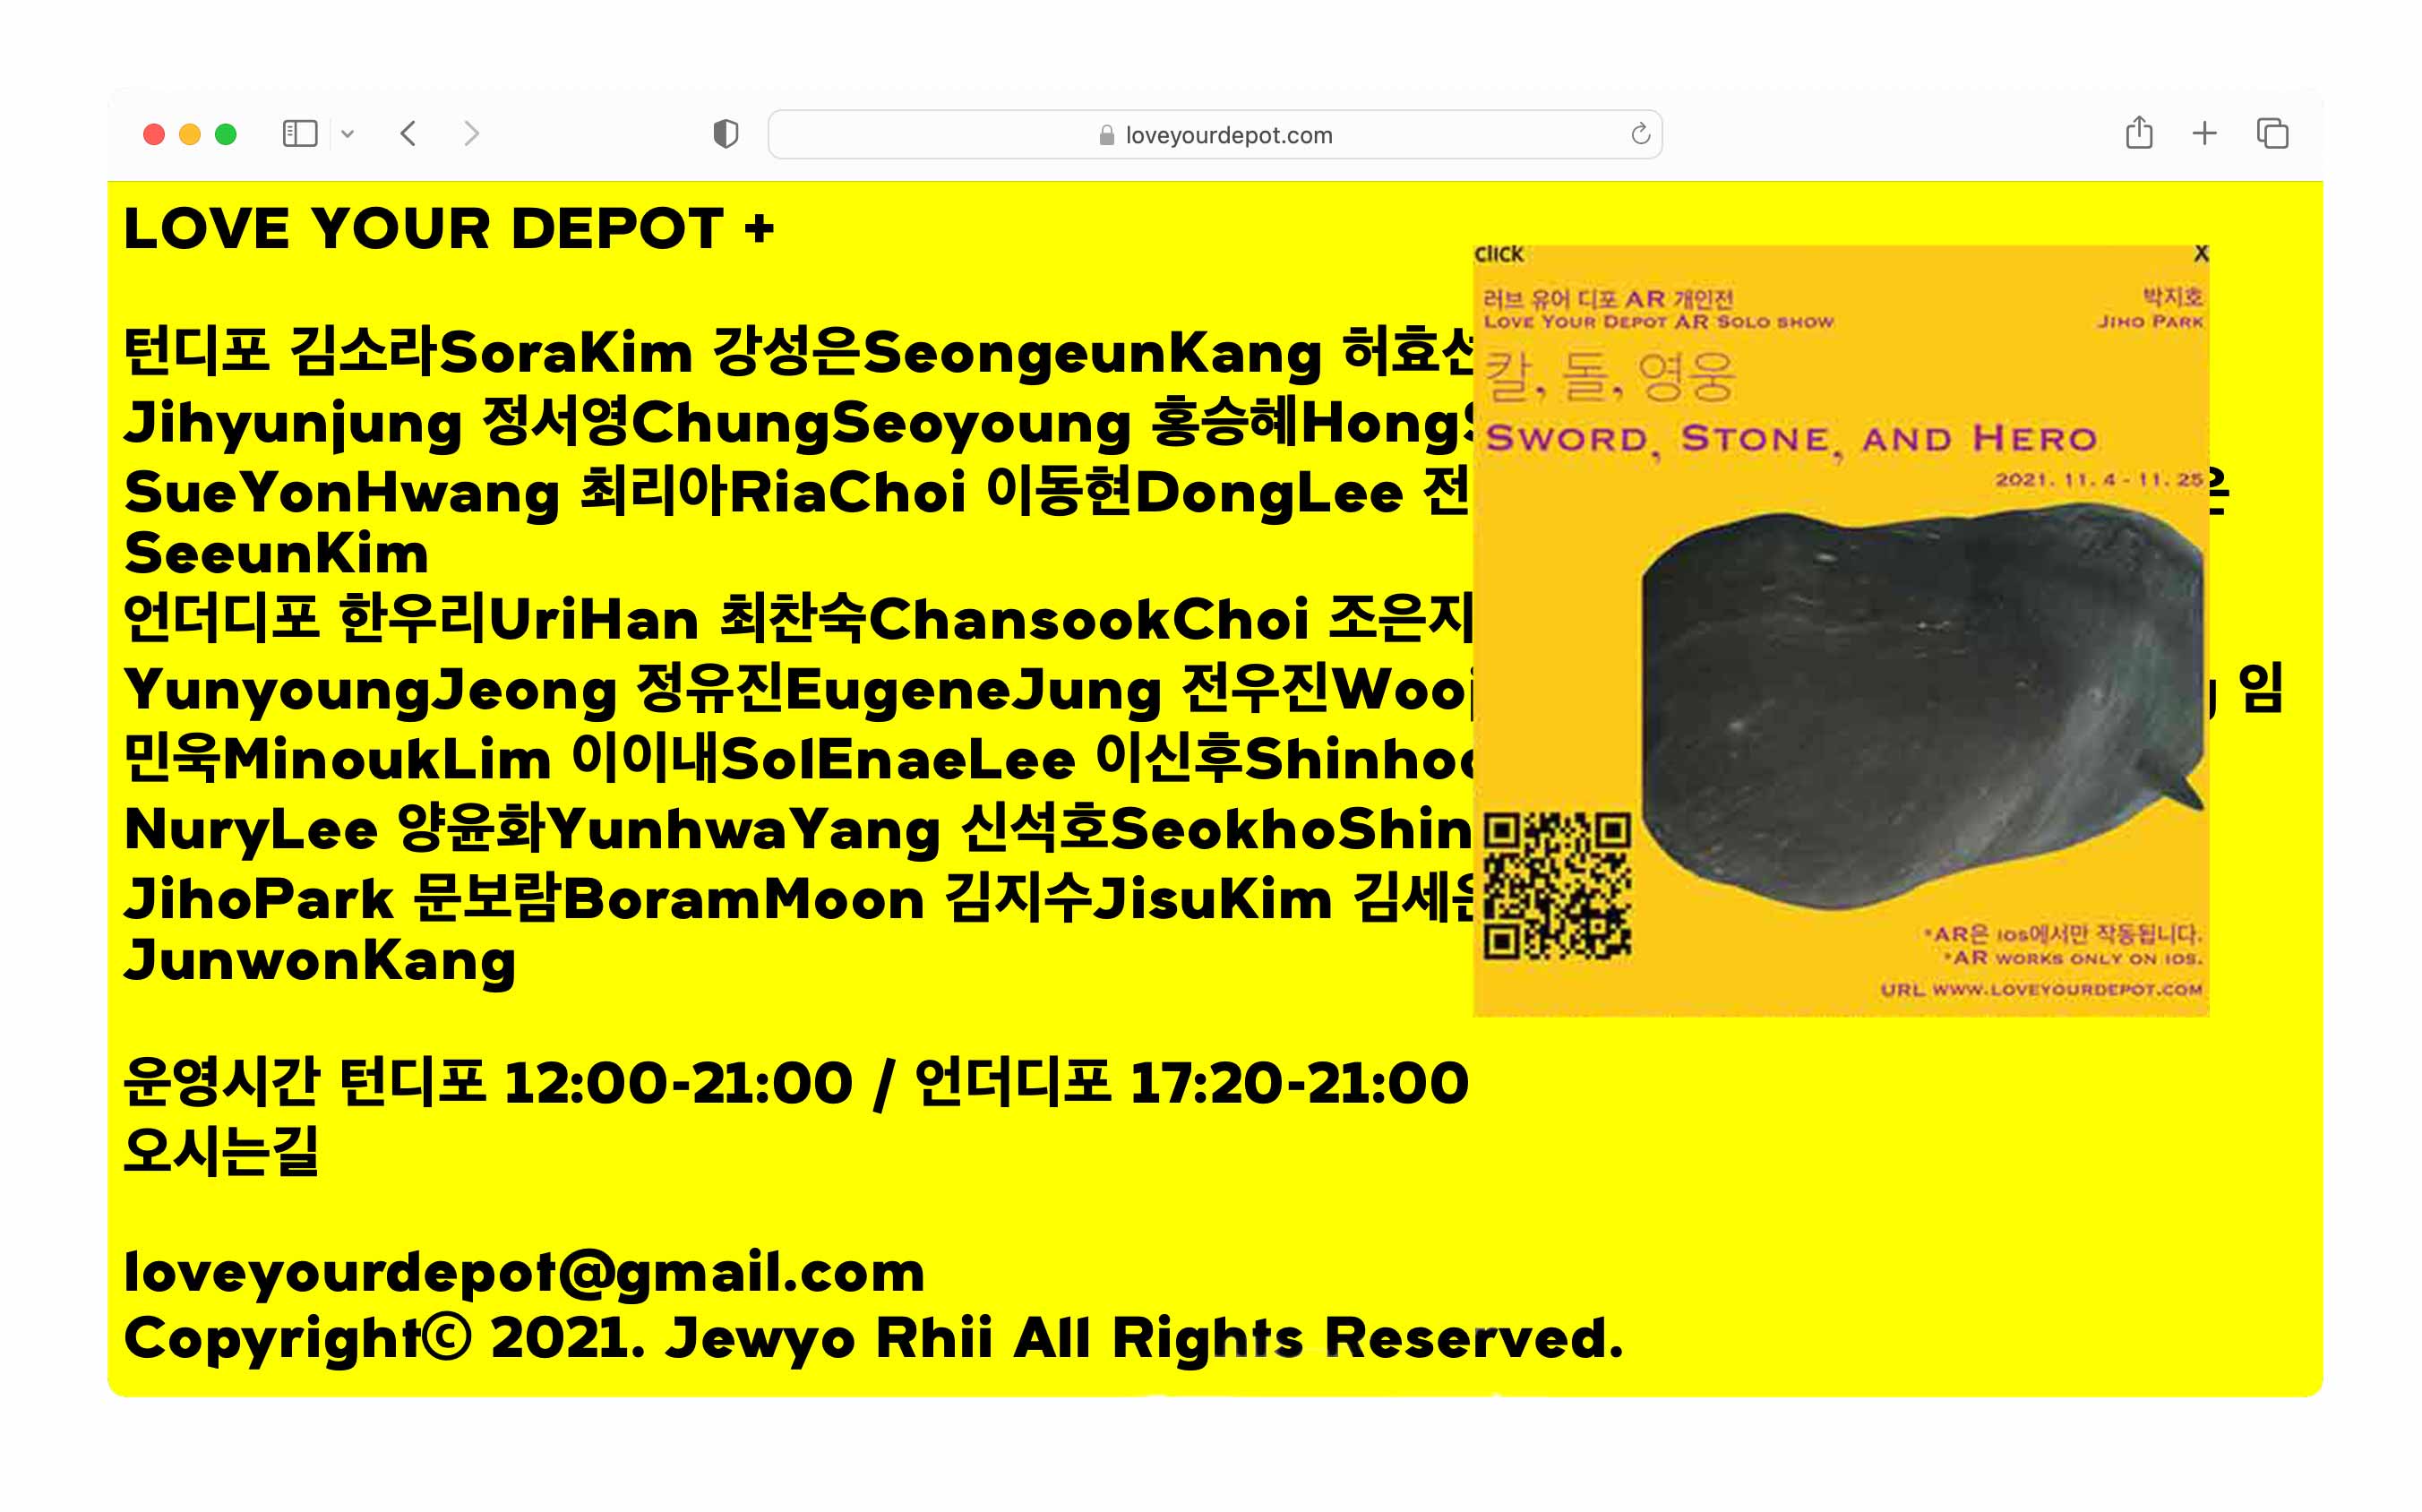 loveyourdepot.com
LOVE YOUR DEPOT +
턴디포 김소라SoraKim 강성은SeongeunKang 허효
Jihyunjung 정서영ChungSeoyoung 홍승혜Hong
SueYonHwang 최리아RiaChoi 이동현DongLee 전
SeeunKim
언더디포 한우리UriHan 최찬숙ChansookChoi 조은지
YunyoungJeong 정유진EugeneJung 전우진Woo 임
민욱MinoukLim 이이내SolEnaeLee 이신후Shinho
NuryLee 양윤화YunhwaYang 신석호SeokhoShin
JihoPark 문보람BoramMoon 김지수JisuKim 김세
JunwonKang
운영시간 턴디포 12:00-21:00 / 언더디포 17:20-21:00
오시는길
loveyourdepot@gmail.com
Copyright© 2021. Jewyo Rhii All Rights Reserved.
click X
러브 유어 디포 AR 개인전 박지호
LOVE YOUR DEPOT AR SOLO SHOW JIHO PARK
칼, 돌, 영웅
SWORD, STONE, AND HERO
2021. 11. 4 - 11. 25
*AR은 ios에서만 작동됩니다.
*AR WORKS ONLY ON IOS.
URL WWW.LOVEYOURDEPOT.COM